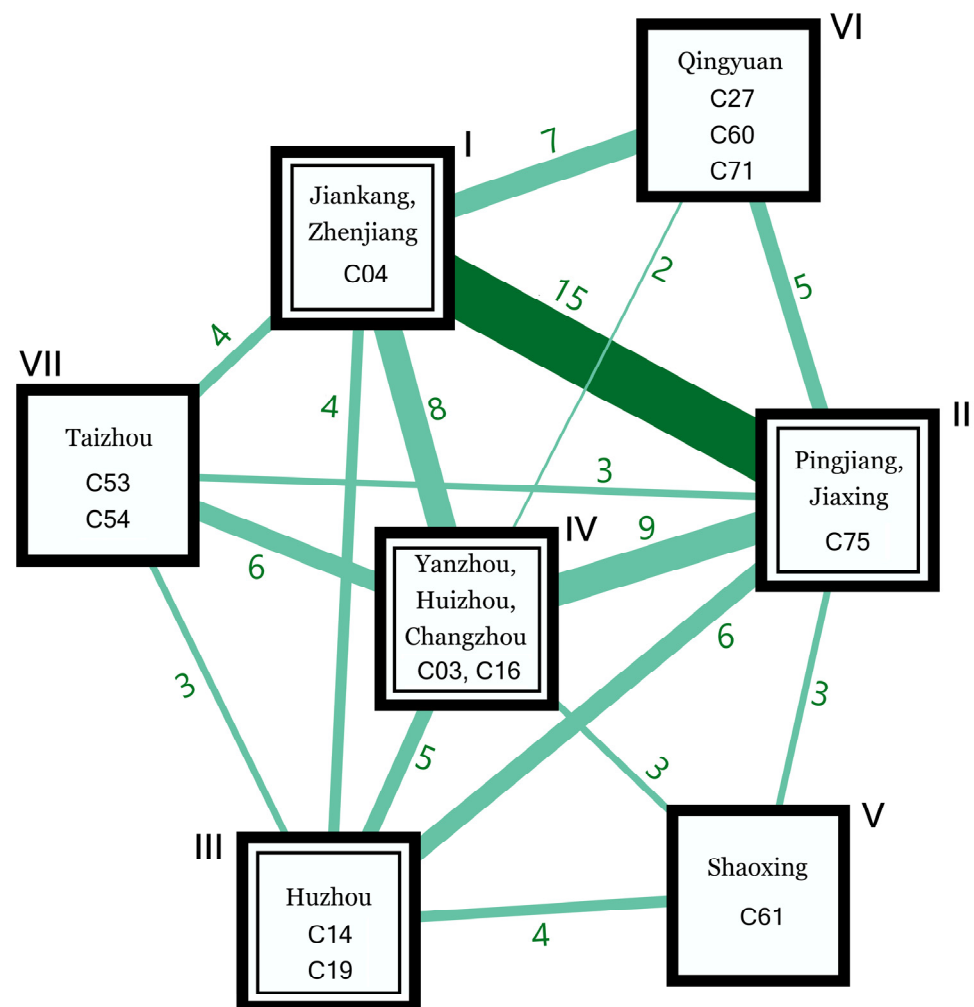 VI
Qingyuan
C27
C60
C71
I
Jiankang,
Zhenjiang
C04
7
2
5
15
4
VII
Taizhou
C53
C54
4
8
3
II
Pingjiang,
Jiaxing
C75
6
IV
Yanzhou,
Huizhou,
Changzhou
C03, C16
9
6
3
5
3
3
III
Huzhou
C14
C19
4
V
Shaoxing
C61